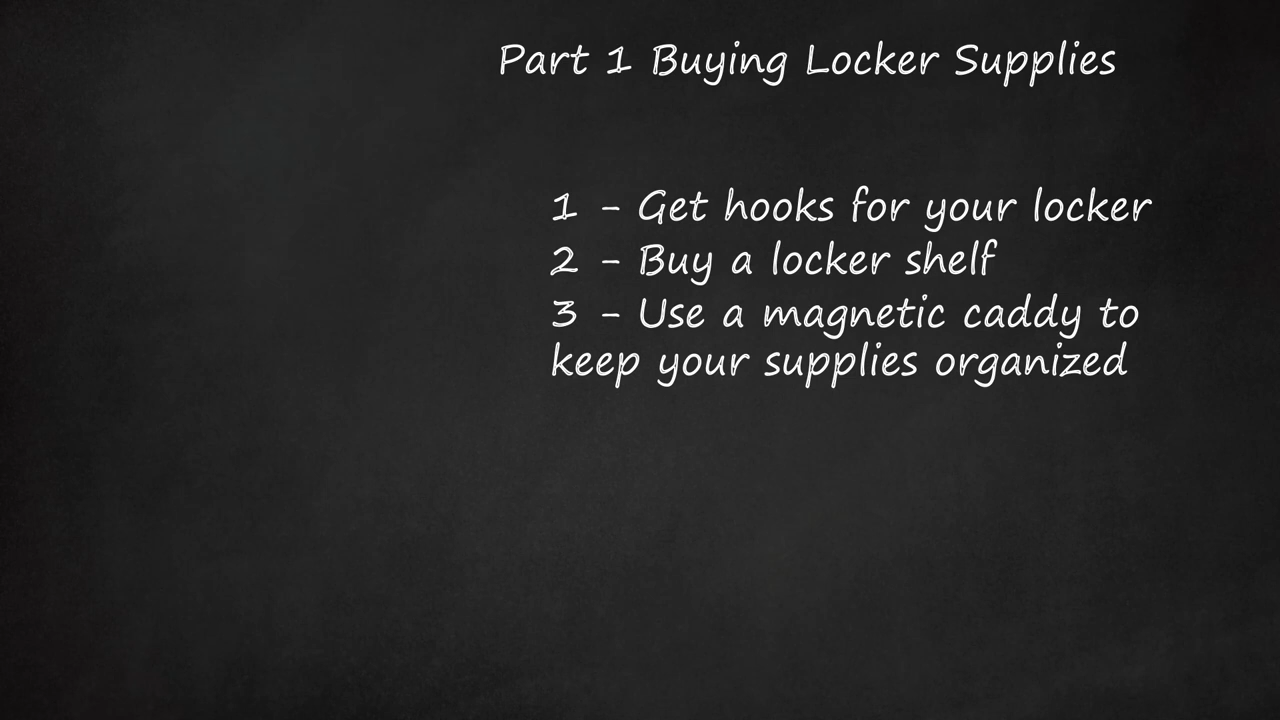 Part 1 Buying Locker Supplies
1 - Get hooks for your locker
2 - Buy a locker shelf
3 - Use a magnetic caddy to
keep your supplies organized